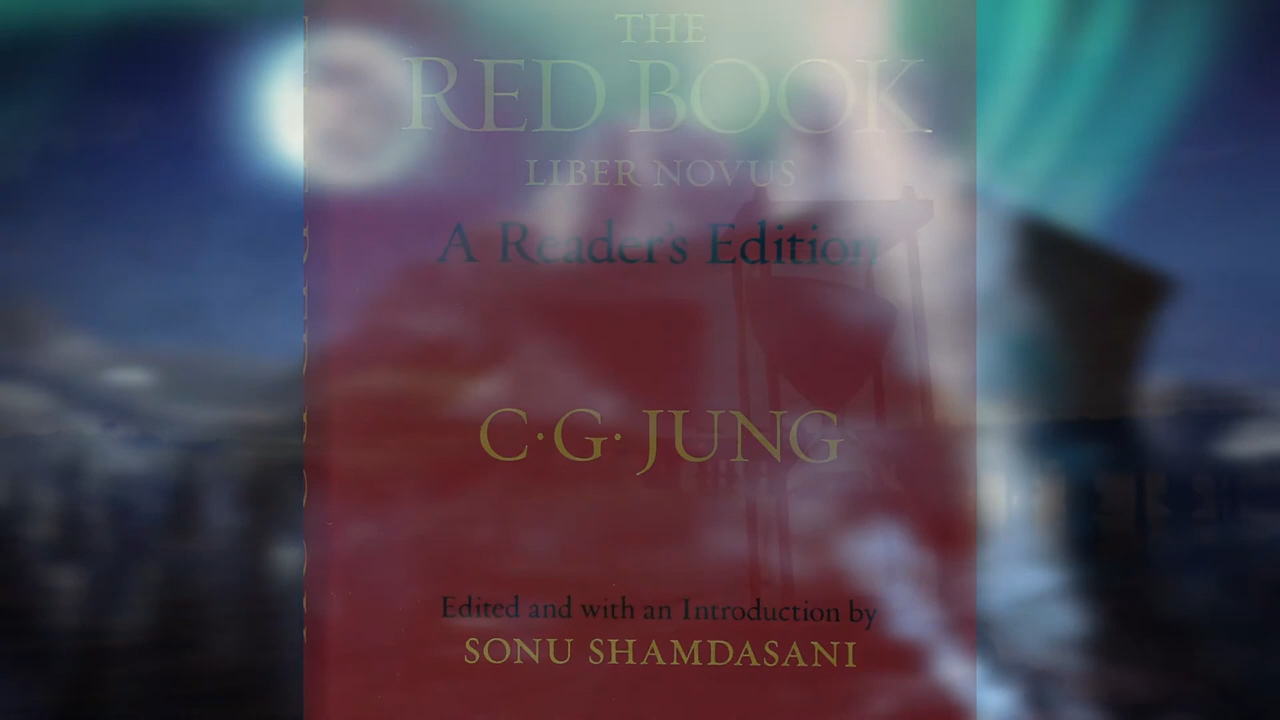 THE
RED BOOK
LIBER NOVUS
A Reader's Edition
C·G·JUNG
Edited and with an Introduction by
SONU SHAMDASANI